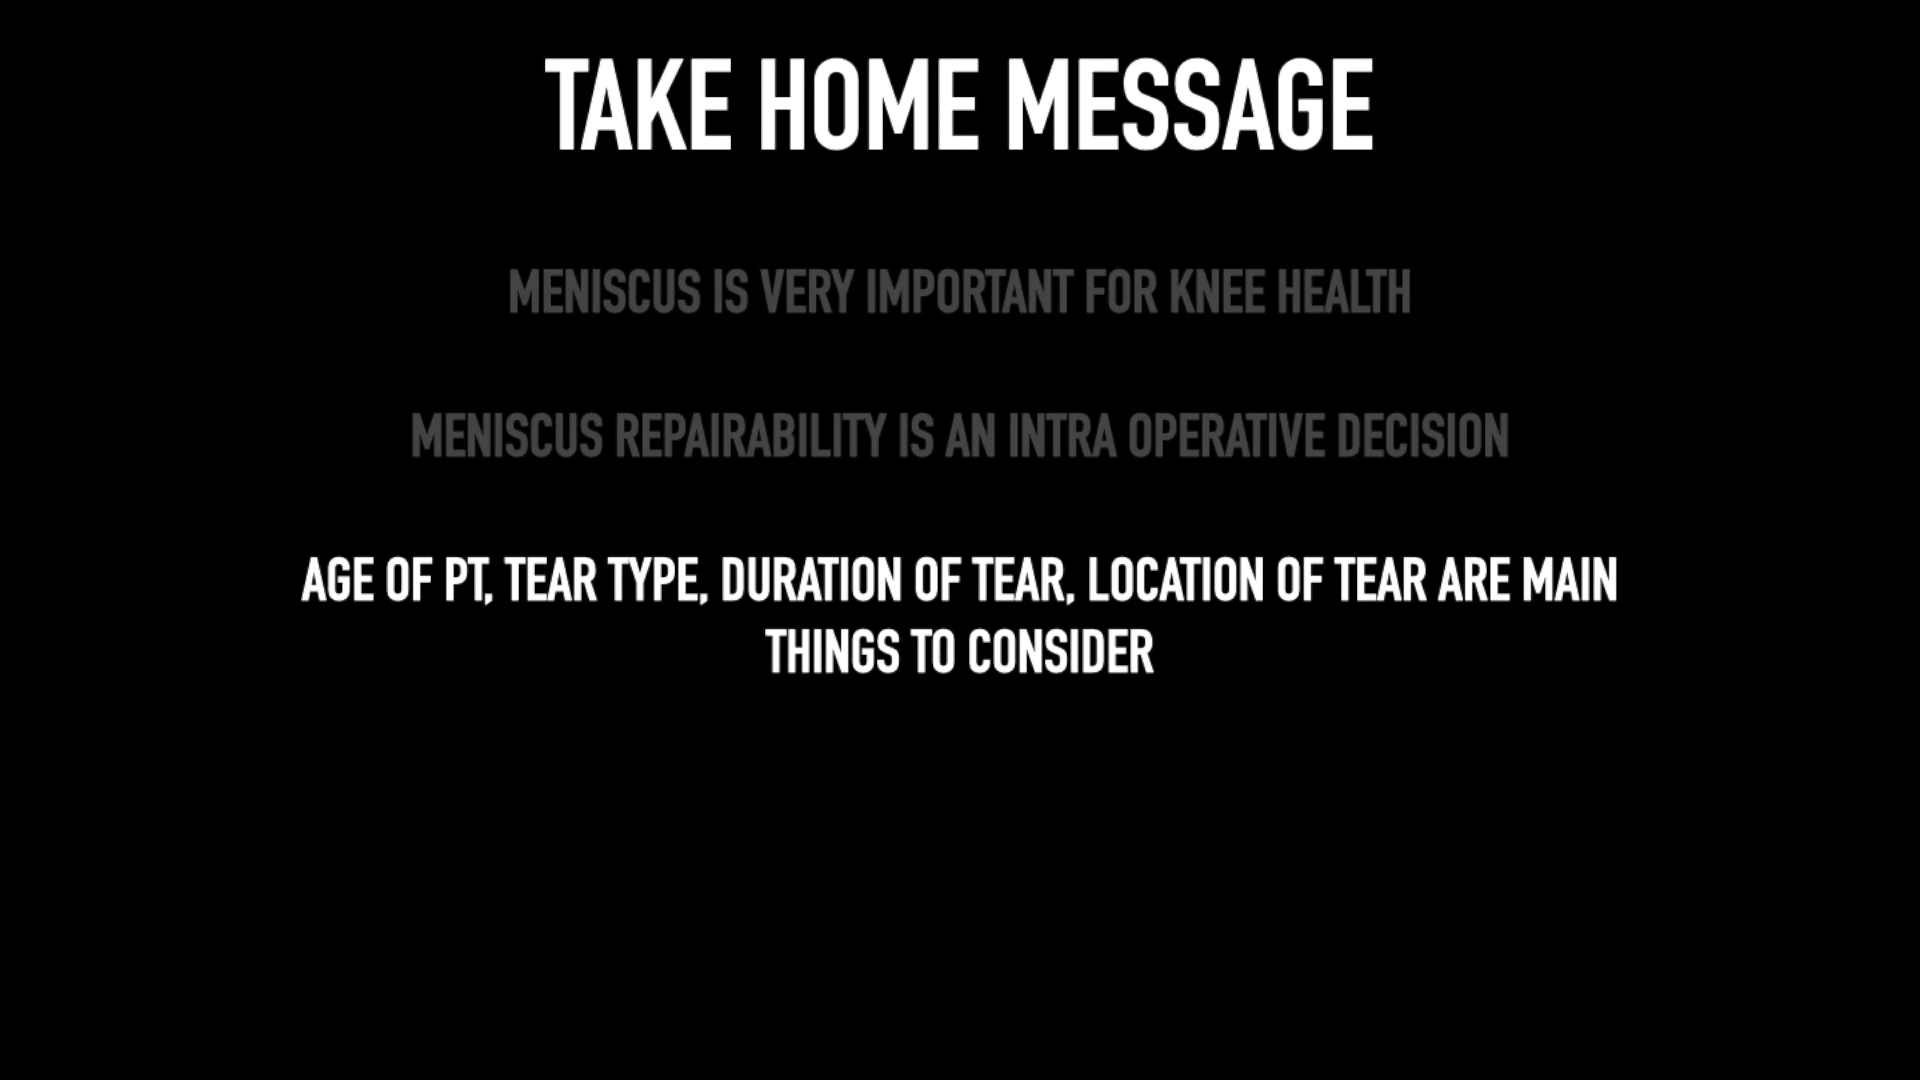 TAKE HOME MESSAGE
MENISCUS IS VERY IMPORTANT FOR KNEE HEALTH
MENISCUS REPAIRABILITY IS AN INTRA OPERATIVE DECISION
AGE OF PT, TEAR TYPE, DURATION OF TEAR, LOCATION OF TEAR ARE MAIN
THINGS TO CONSIDER